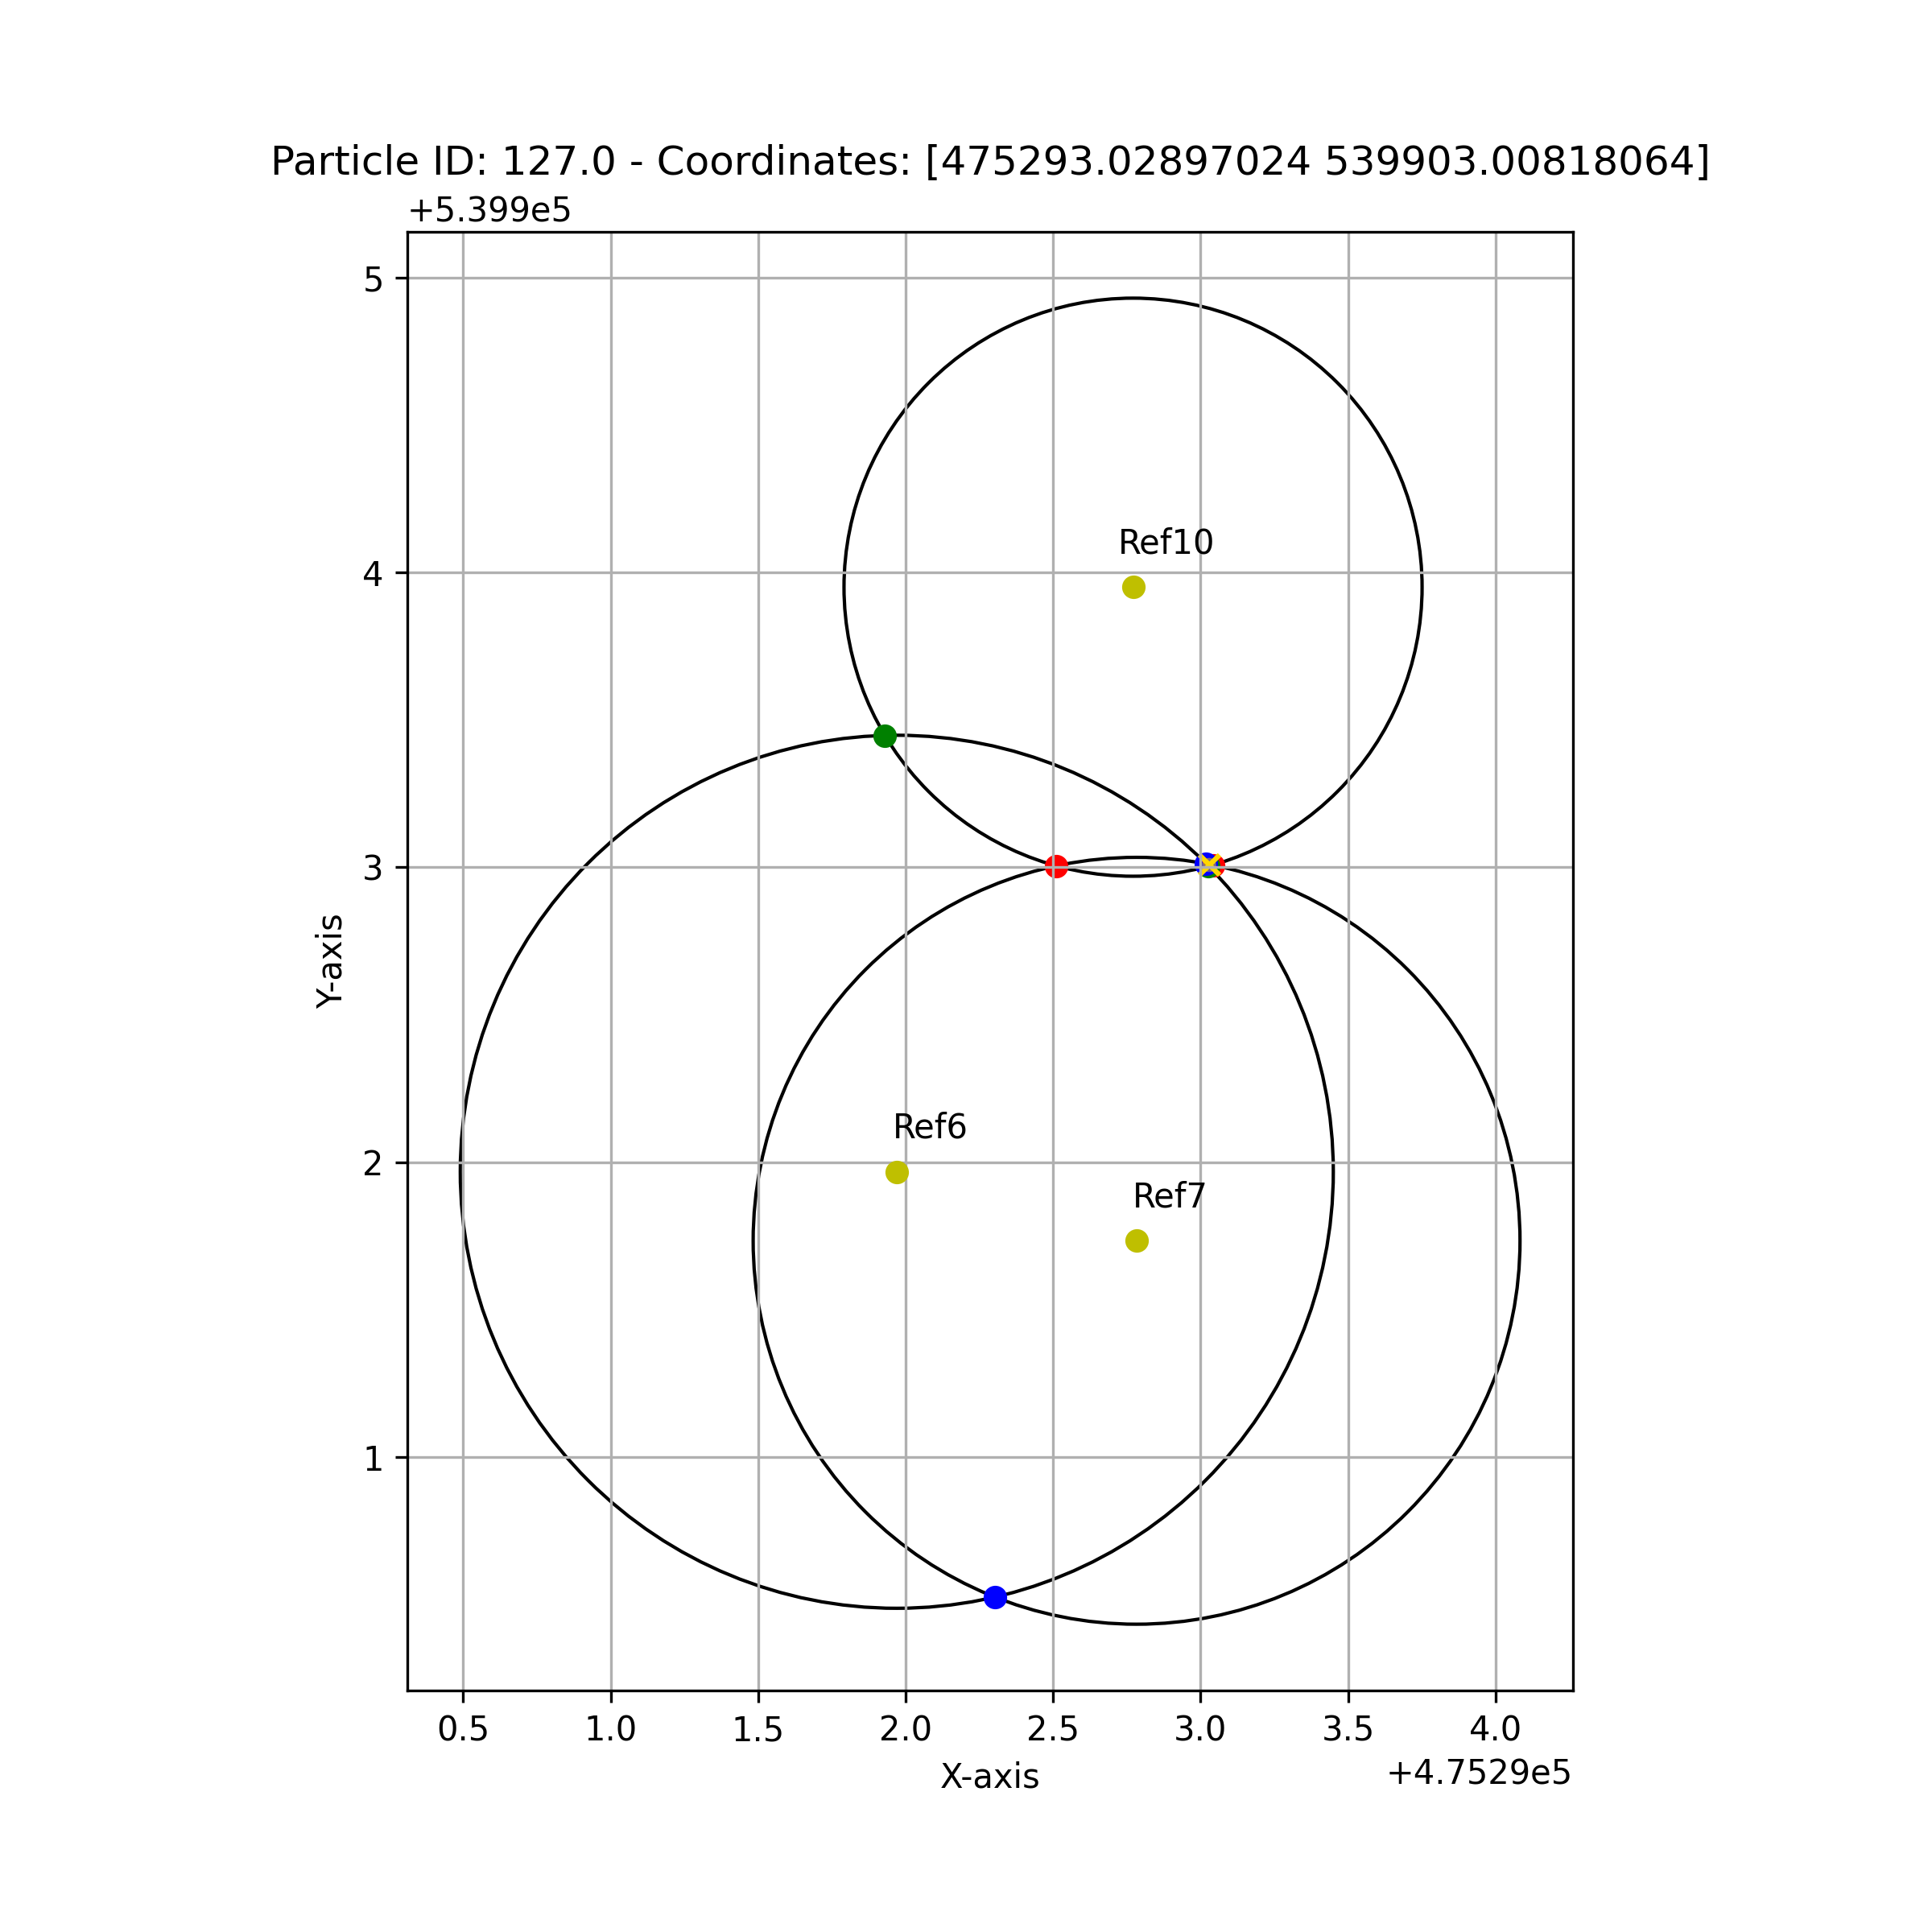 Particle ID: 127.0 - Coordinates: [475293.02897024 539903.00818064]
+5.399e5
5
4
3
2
1
Y-axis
Ref10
Ref6
Ref7
0.5 1.0 1.5 2.0 2.5 3.0 3.5 4.0
X-axis
+4.7529e5